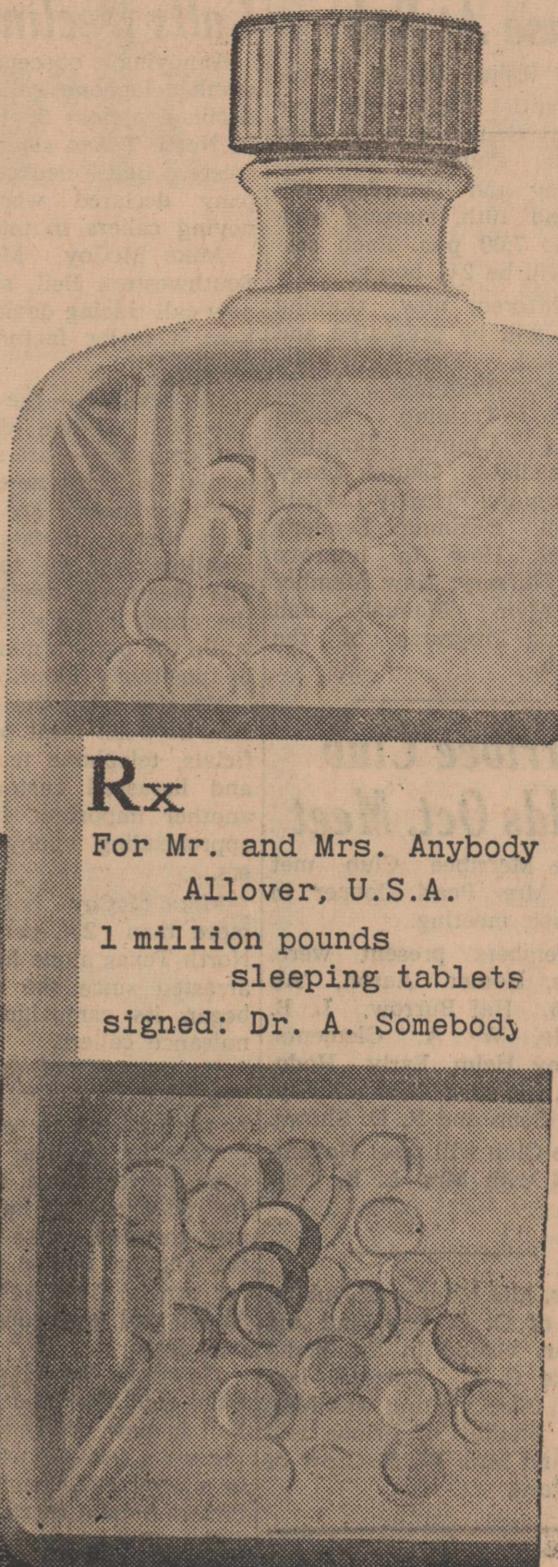 Rx
For Mr. and Mrs. Anybody
Allover, U.S.A.
1 million pounds
sleeping tablets
signed: Dr. A. Somebody